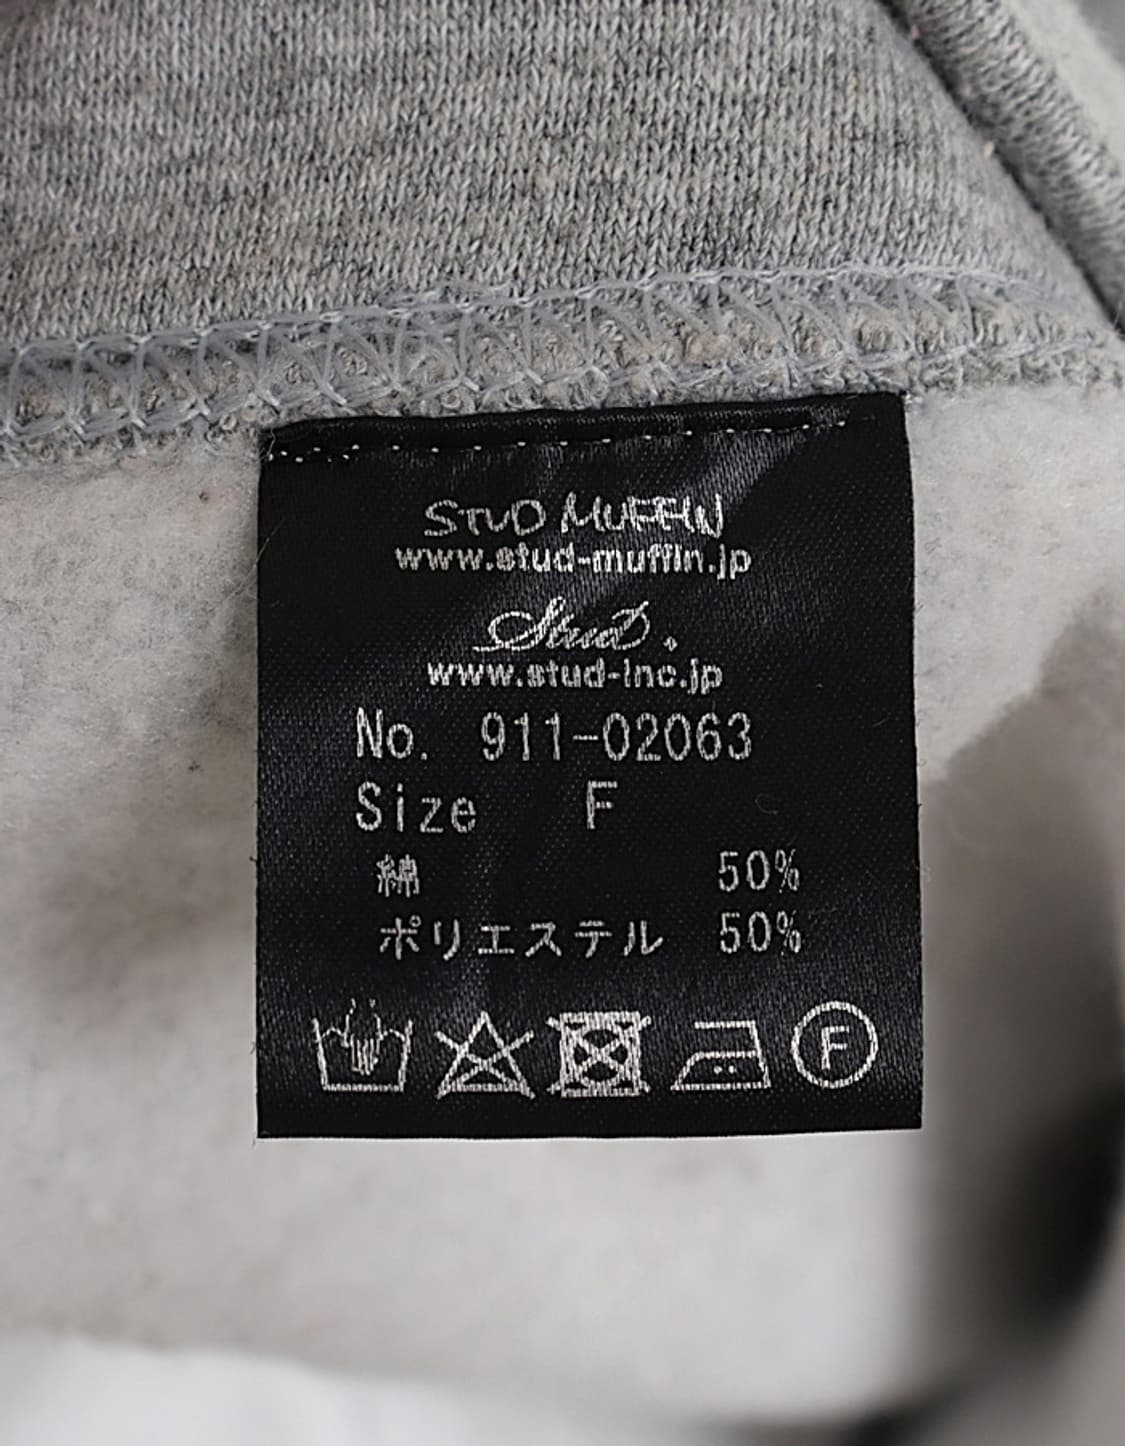 STUD MUFFIN
www.stud-muffin.jp
Stud.
www.stud-inc.jp
No. 911-02063
Size F
綿 50%
ポリエステル 50%
F